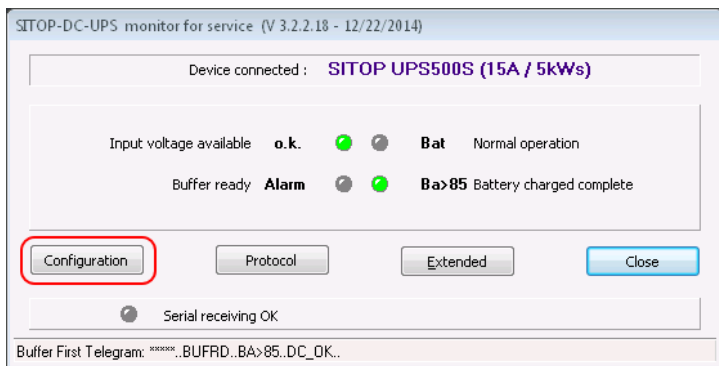 SITOP-DC-UPS monitor for service (V 3.2.2.18 - 12/22/2014)
Device connected : SITOP UPS500S (15A / 5kWs)
Input voltage available o.k. Bat Normal operation
Buffer ready Alarm Ba>85 Battery charged complete
Configuration Protocol Extended Close
Serial receiving OK
Buffer First Telegram: *****..BUFRD..BA>85..DC_OK..